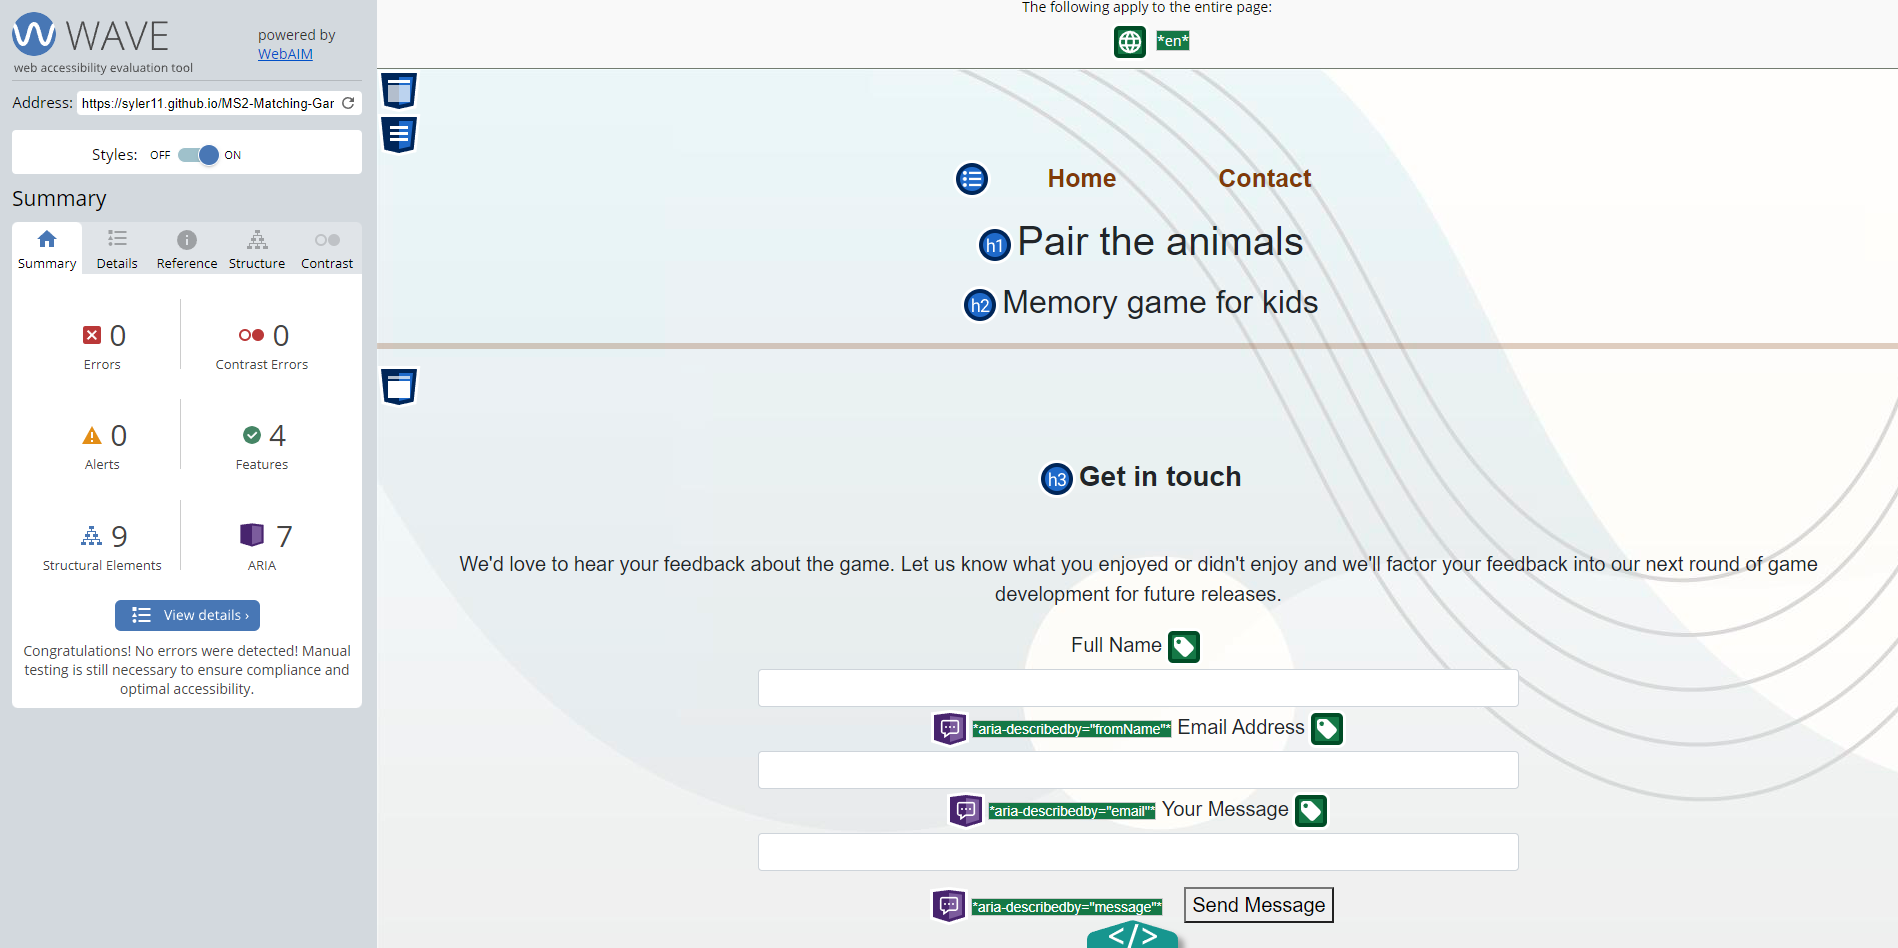 WAVE
powered by
WebAIM
web accessibility evaluation tool
Address: https://syler11.github.io/MS2-Matching-Gar
Styles: OFF ON
Summary
Summary Details Reference Structure Contrast
0 0
Errors Contrast Errors
0 4
Alerts Features
9 7
Structural Elements ARIA
View details ›
Congratulations! No errors were detected! Manual
testing is still necessary to ensure compliance and
optimal accessibility.
The following apply to the entire page:
*en*
Home Contact
h1 Pair the animals
h2 Memory game for kids
h3 Get in touch
We'd love to hear your feedback about the game. Let us know what you enjoyed or didn't enjoy and we'll factor your feedback into our next round of game
development for future releases.
Full Name
*aria-describedby="fromName"* Email Address
*aria-describedby="email"* Your Message
*aria-describedby="message"* Send Message
</>